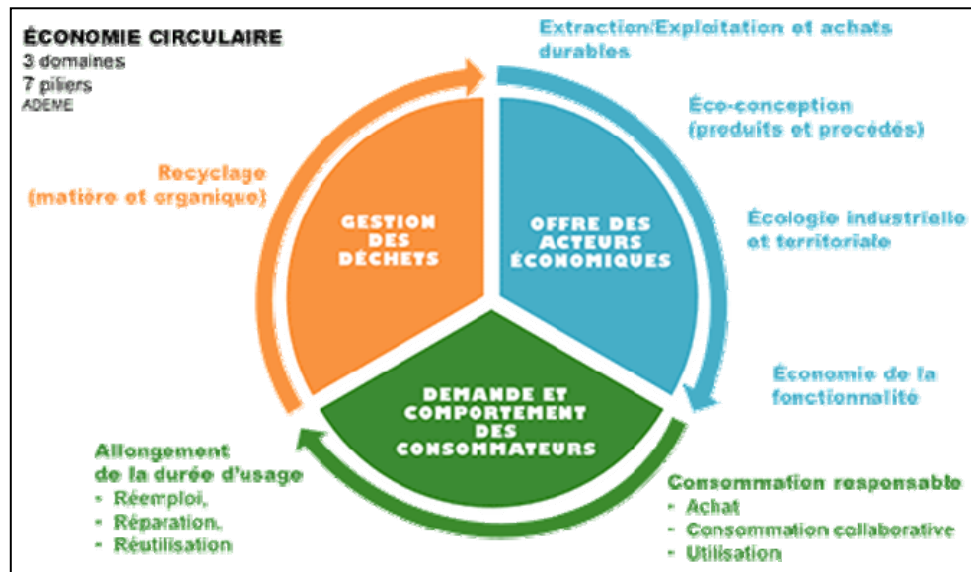 ÉCONOMIE CIRCULAIRE
3 domaines
7 piliers
ADEME
Extraction/Exploitation et achats
durables
Éco-conception
(produits et procédés)
Écologie industrielle
et territoriale
Économie de la
fonctionnalité
Consommation responsable
- Achat
- Consommation collaborative
- Utilisation
Allongement
de la durée d'usage
- Réemploi,
- Réparation,
- Réutilisation
Recyclage
(matière et organique)
GESTION
DES
DÉCHETS
OFFRE DES
ACTEURS
ÉCONOMIQUES
DEMANDE ET
COMPORTEMENT
DES
CONSOMMATEURS